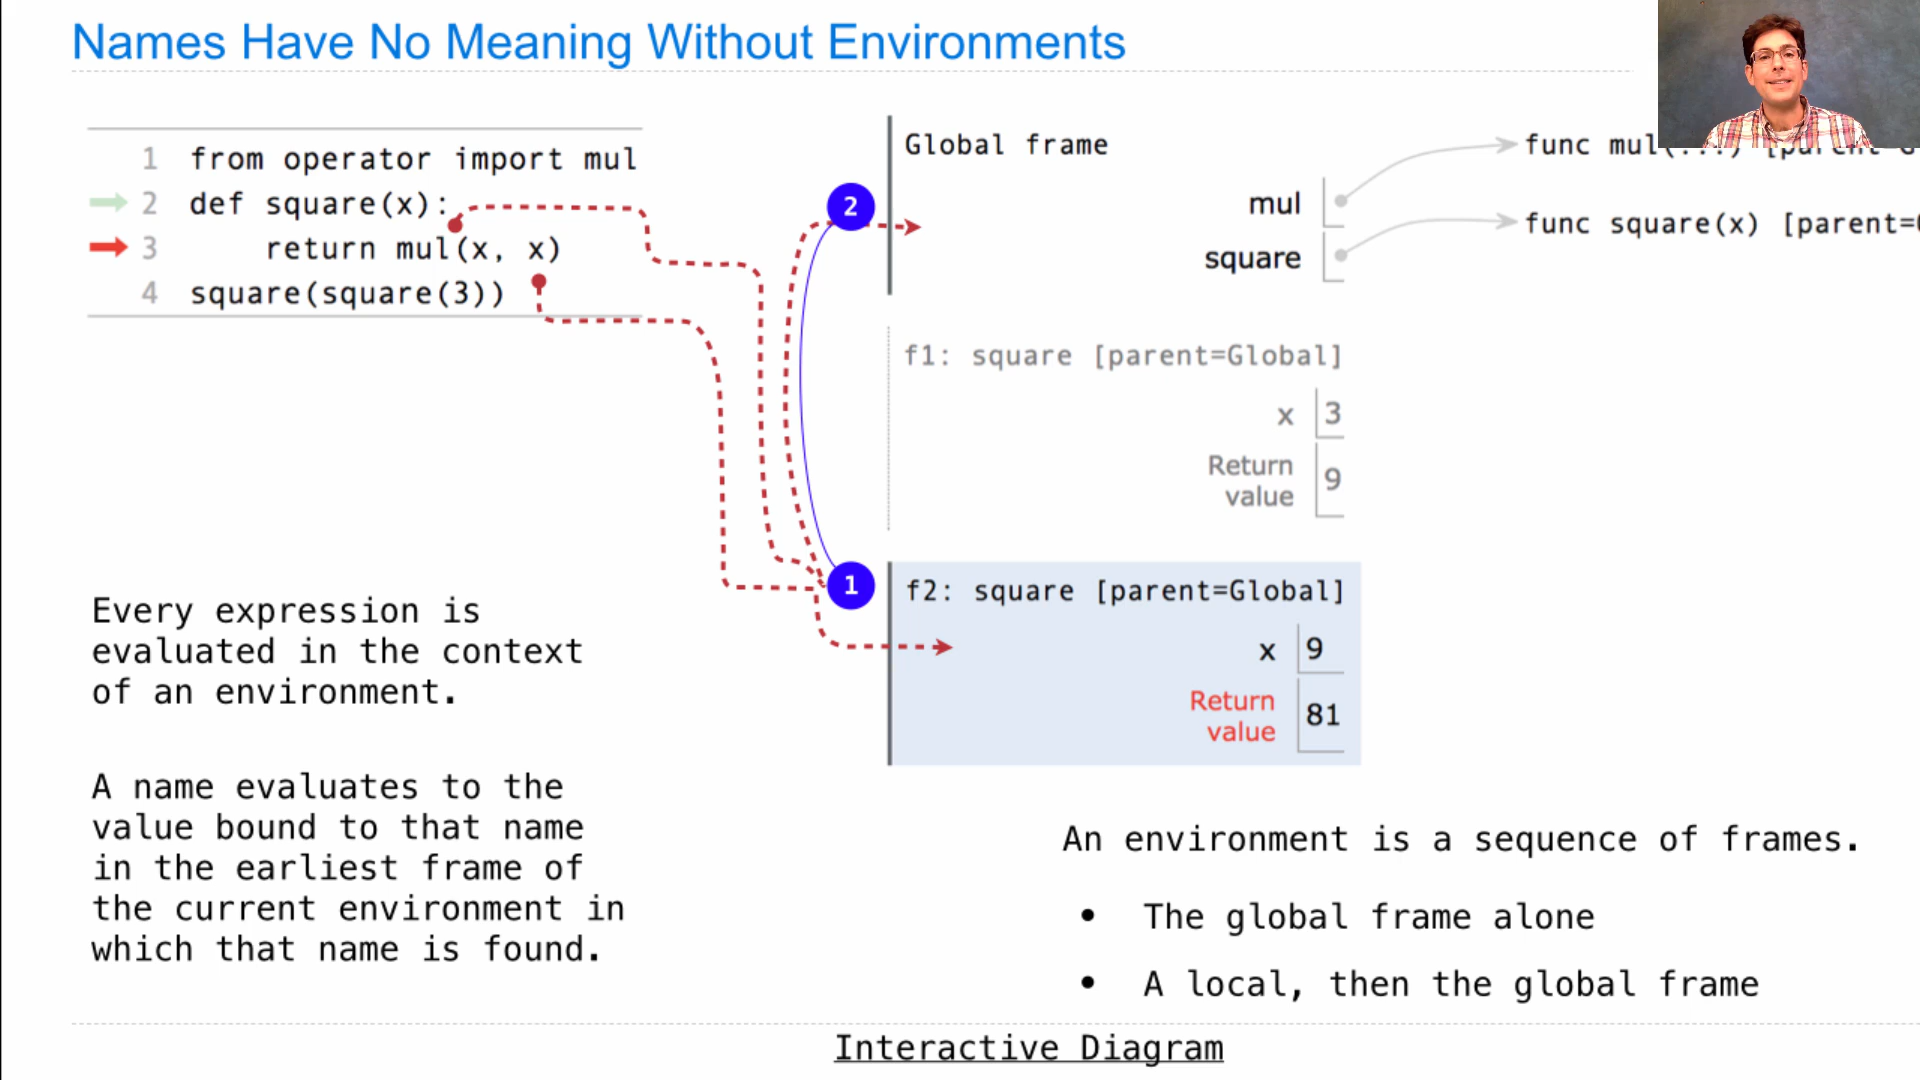 Names Have No Meaning Without Environments
1 from operator import mul
2 def square(x):
3 return mul(x, x)
4 square(square(3))
Every expression is
evaluated in the context
of an environment.
A name evaluates to the
value bound to that name
in the earliest frame of
the current environment in
which that name is found.
2
Global frame
mul
square
func mul(...)
func square(x) [parent=
f1: square [parent=Global]
x 3
Return
value
9
1
f2: square [parent=Global]
x 9
Return
value
81
An environment is a sequence of frames.
• The global frame alone
• A local, then the global frame
Interactive Diagram